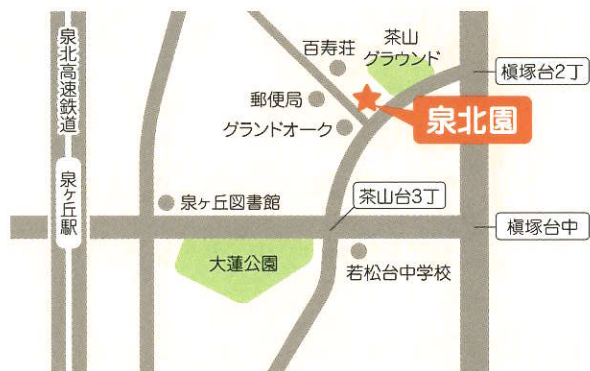 泉北高速鉄道
泉ヶ丘駅
百寿荘
茶山
グラウンド
槇塚台2丁
郵便局
泉北園
グランドオーク
泉ヶ丘図書館
茶山台3丁
槇塚台中
大蓮公園
若松台中学校